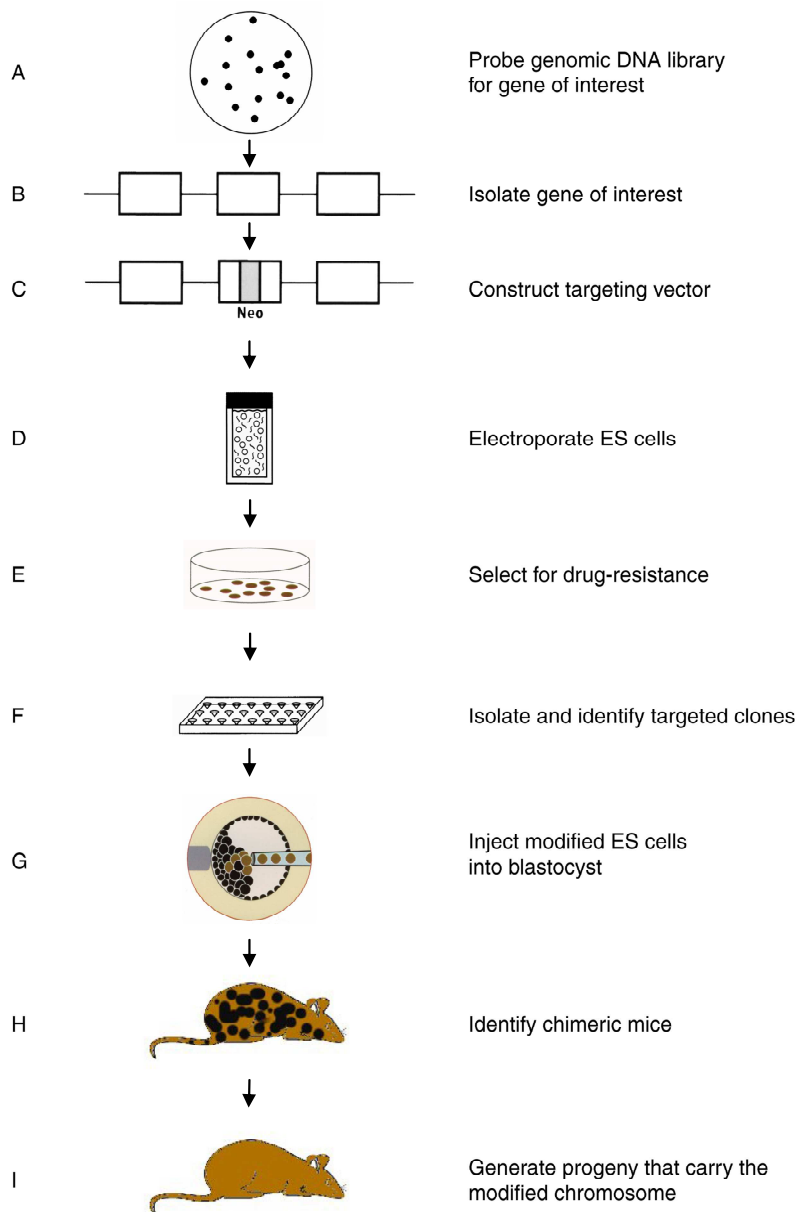 A
Probe genomic DNA library
for gene of interest
B
Isolate gene of interest
C
Neo
Construct targeting vector
D
Electroporate ES cells
E
Select for drug-resistance
F
Isolate and identify targeted clones
G
Inject modified ES cells
into blastocyst
H
Identify chimeric mice
I
Generate progeny that carry the
modified chromosome